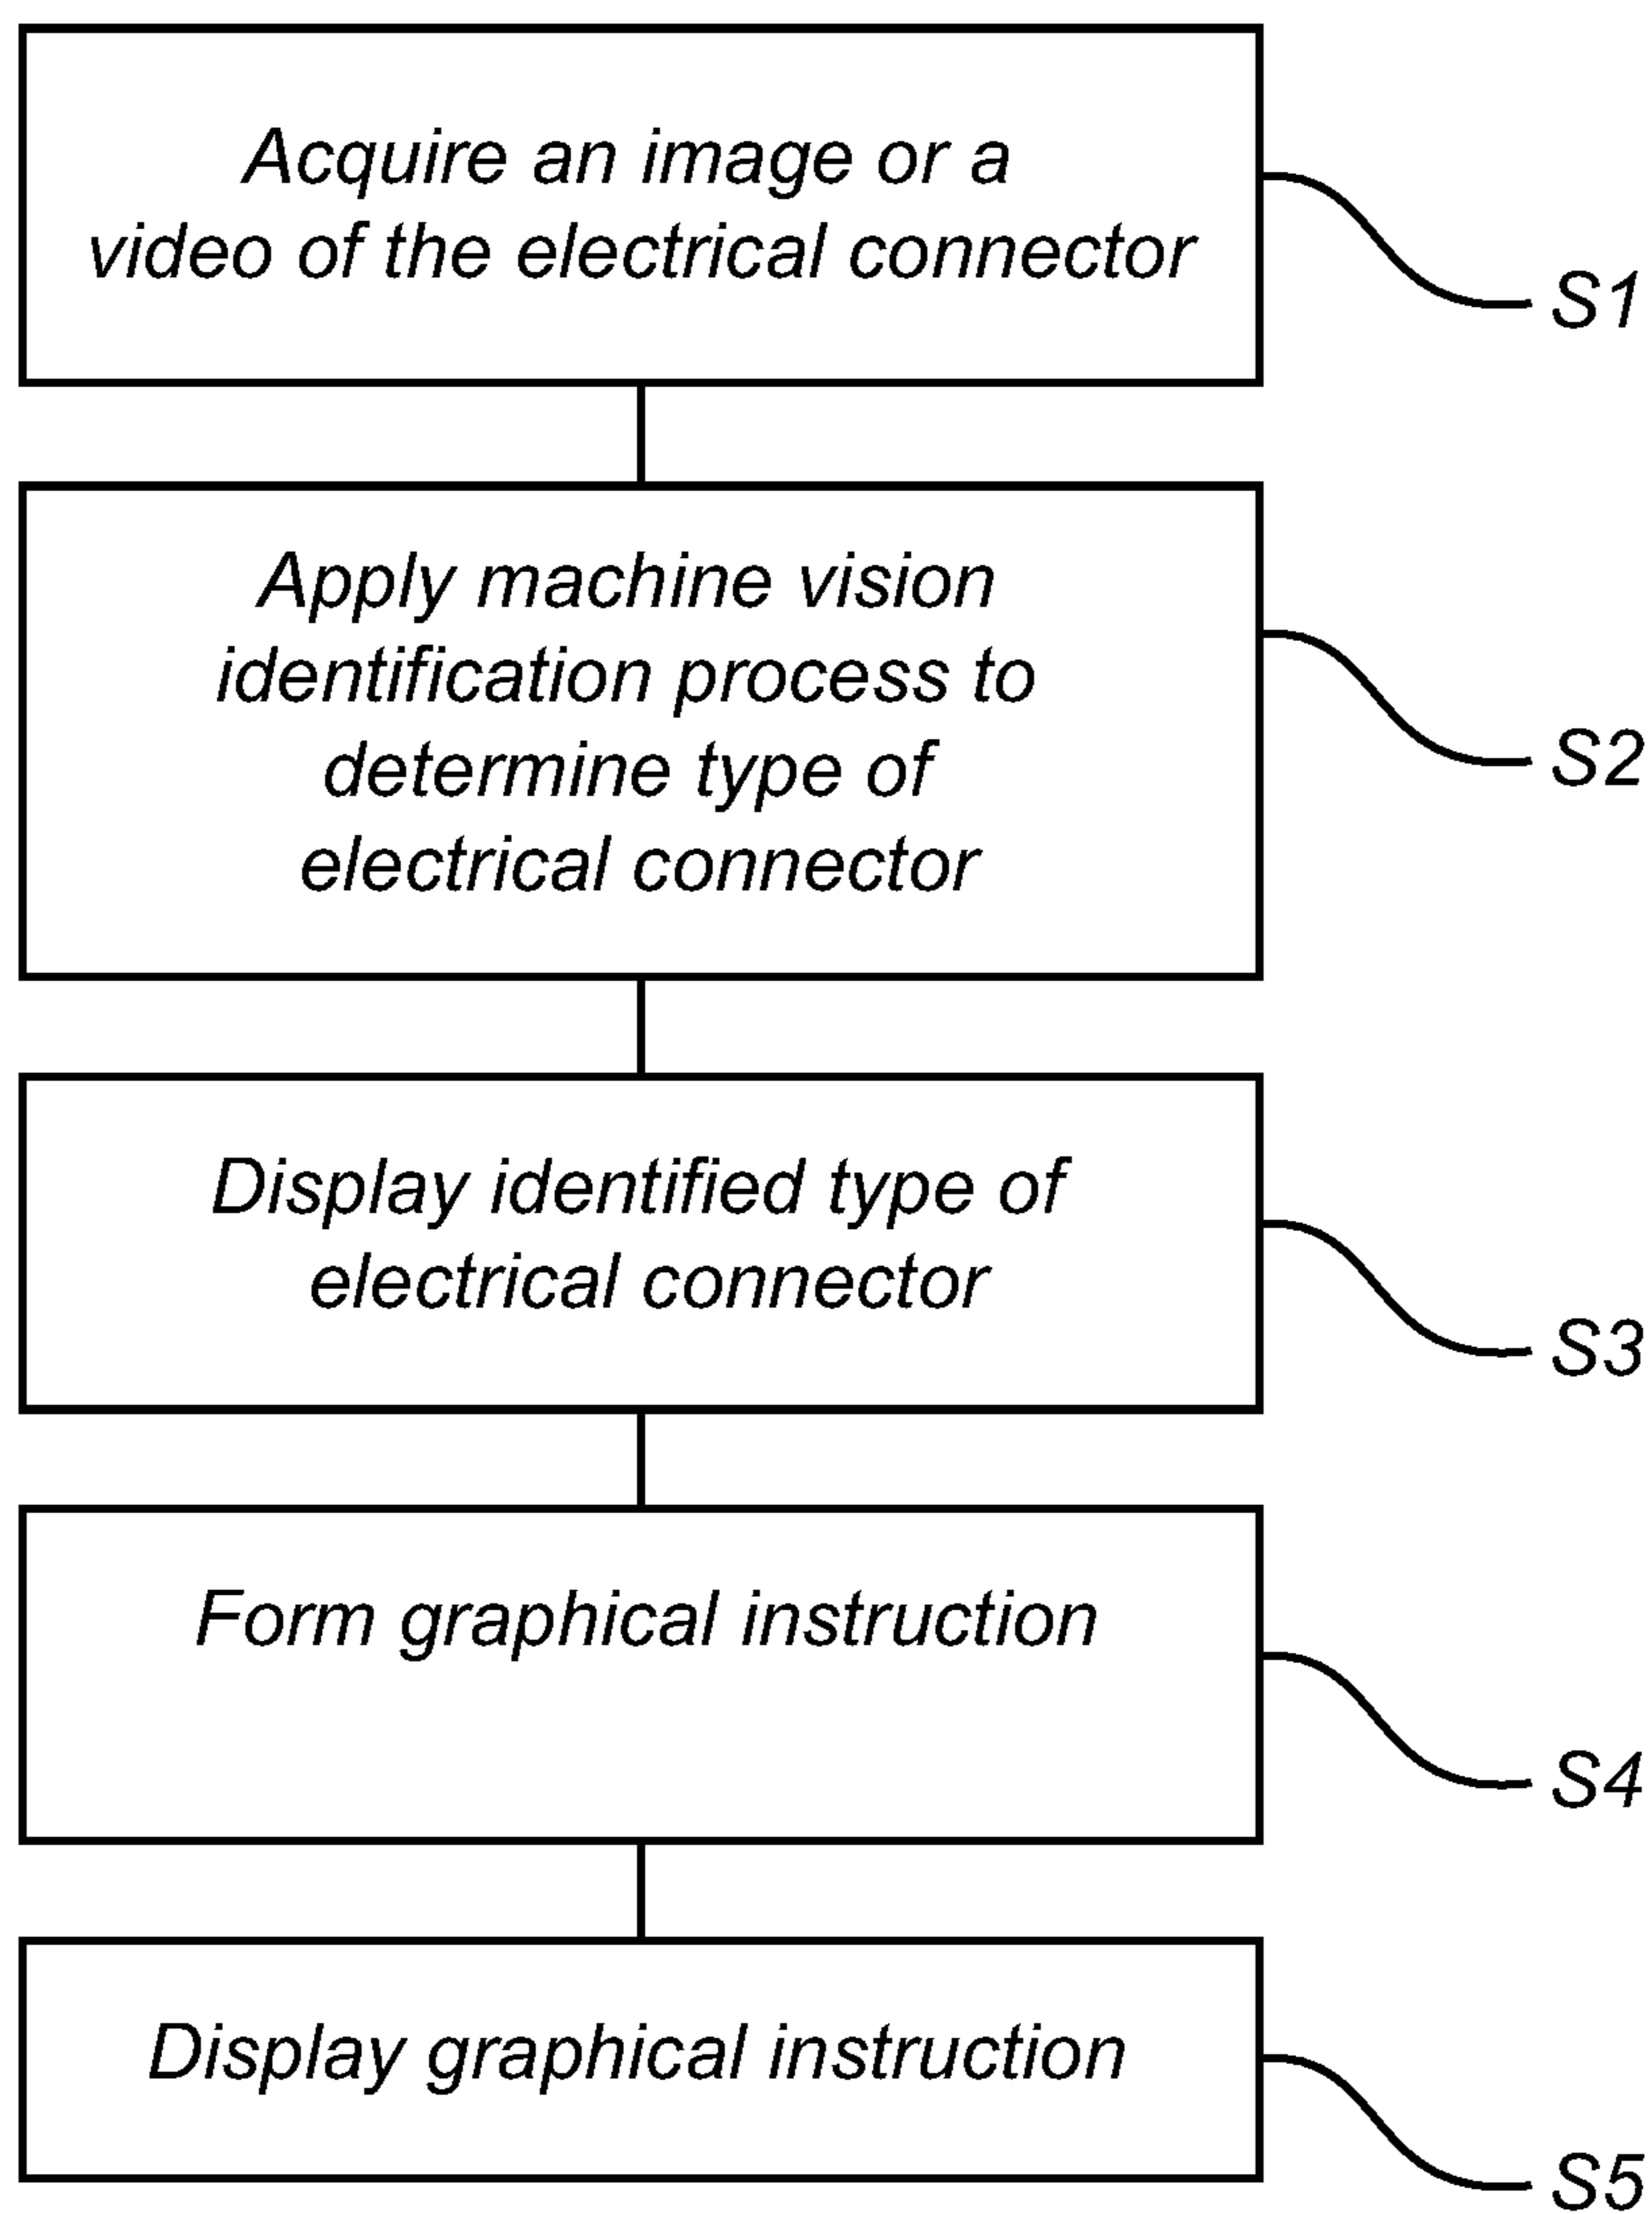 Acquire an image or a
video of the electrical connector
S1
Apply machine vision
identification process to
determine type of
electrical connector
S2
Display identified type of
electrical connector
S3
Form graphical instruction
S4
Display graphical instruction
S5